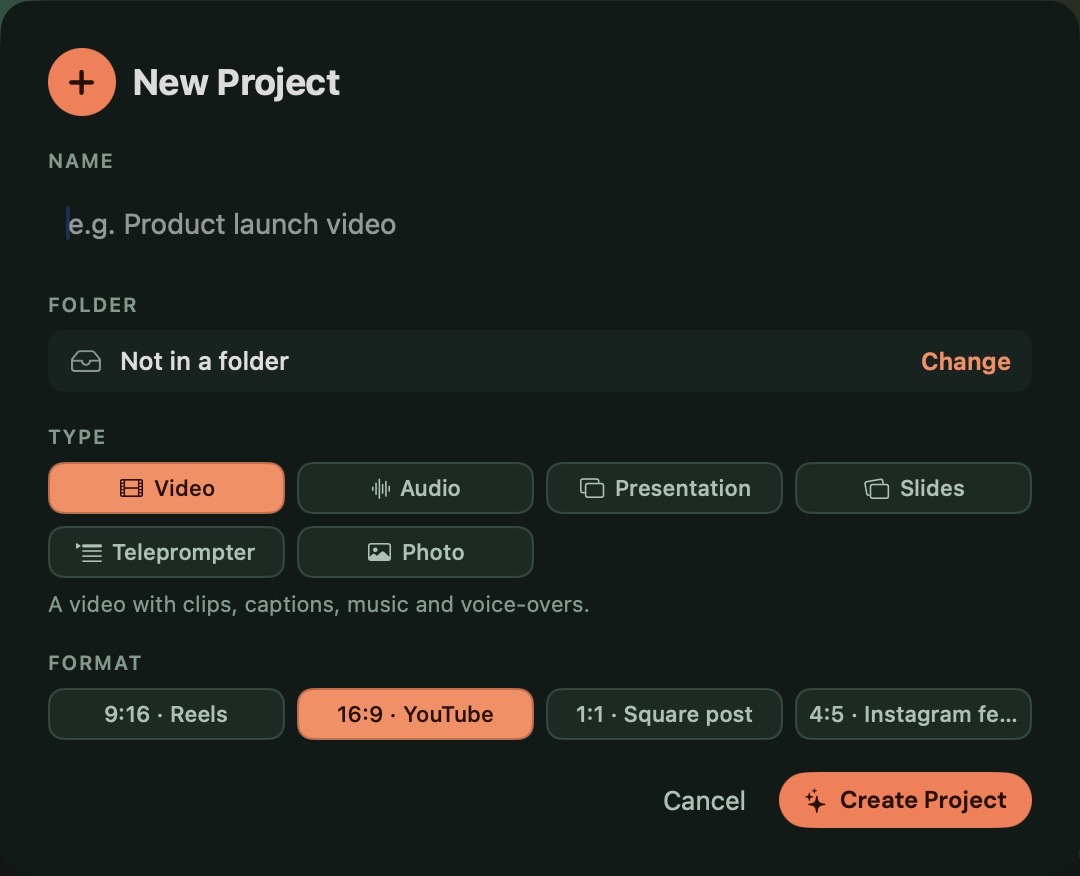 New Project
NAME
e.g. Product launch video
FOLDER
Not in a folder
Change
TYPE
Video
Audio
Presentation
Slides
Teleprompter
Photo
A video with clips, captions, music and voice-overs.
FORMAT
9:16 · Reels
16:9 · YouTube
1:1 · Square post
4:5 · Instagram fe...
Cancel
Create Project